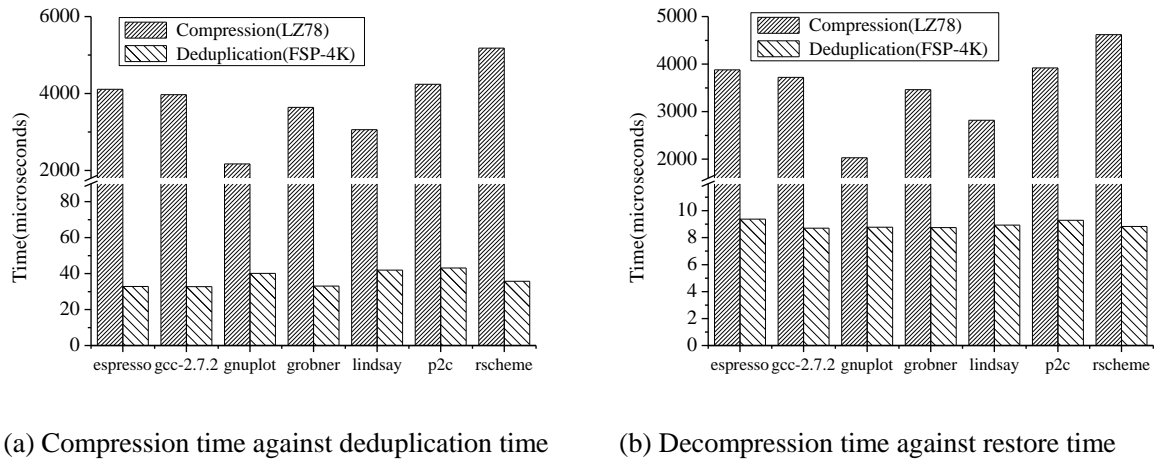 6000
4000
2000
80
60
40
20
0
Time(microseconds)
Compression(LZ78)
Deduplication(FSP-4K)
espresso gcc-2.7.2 gnuplot grobner lindsay p2c rscheme
(a) Compression time against deduplication time
5000
4000
3000
2000
10
8
6
4
2
0
Time(microseconds)
Compression(LZ78)
Deduplication(FSP-4K)
espresso gcc-2.7.2 gnuplot grobner lindsay p2c rscheme
(b) Decompression time against restore time